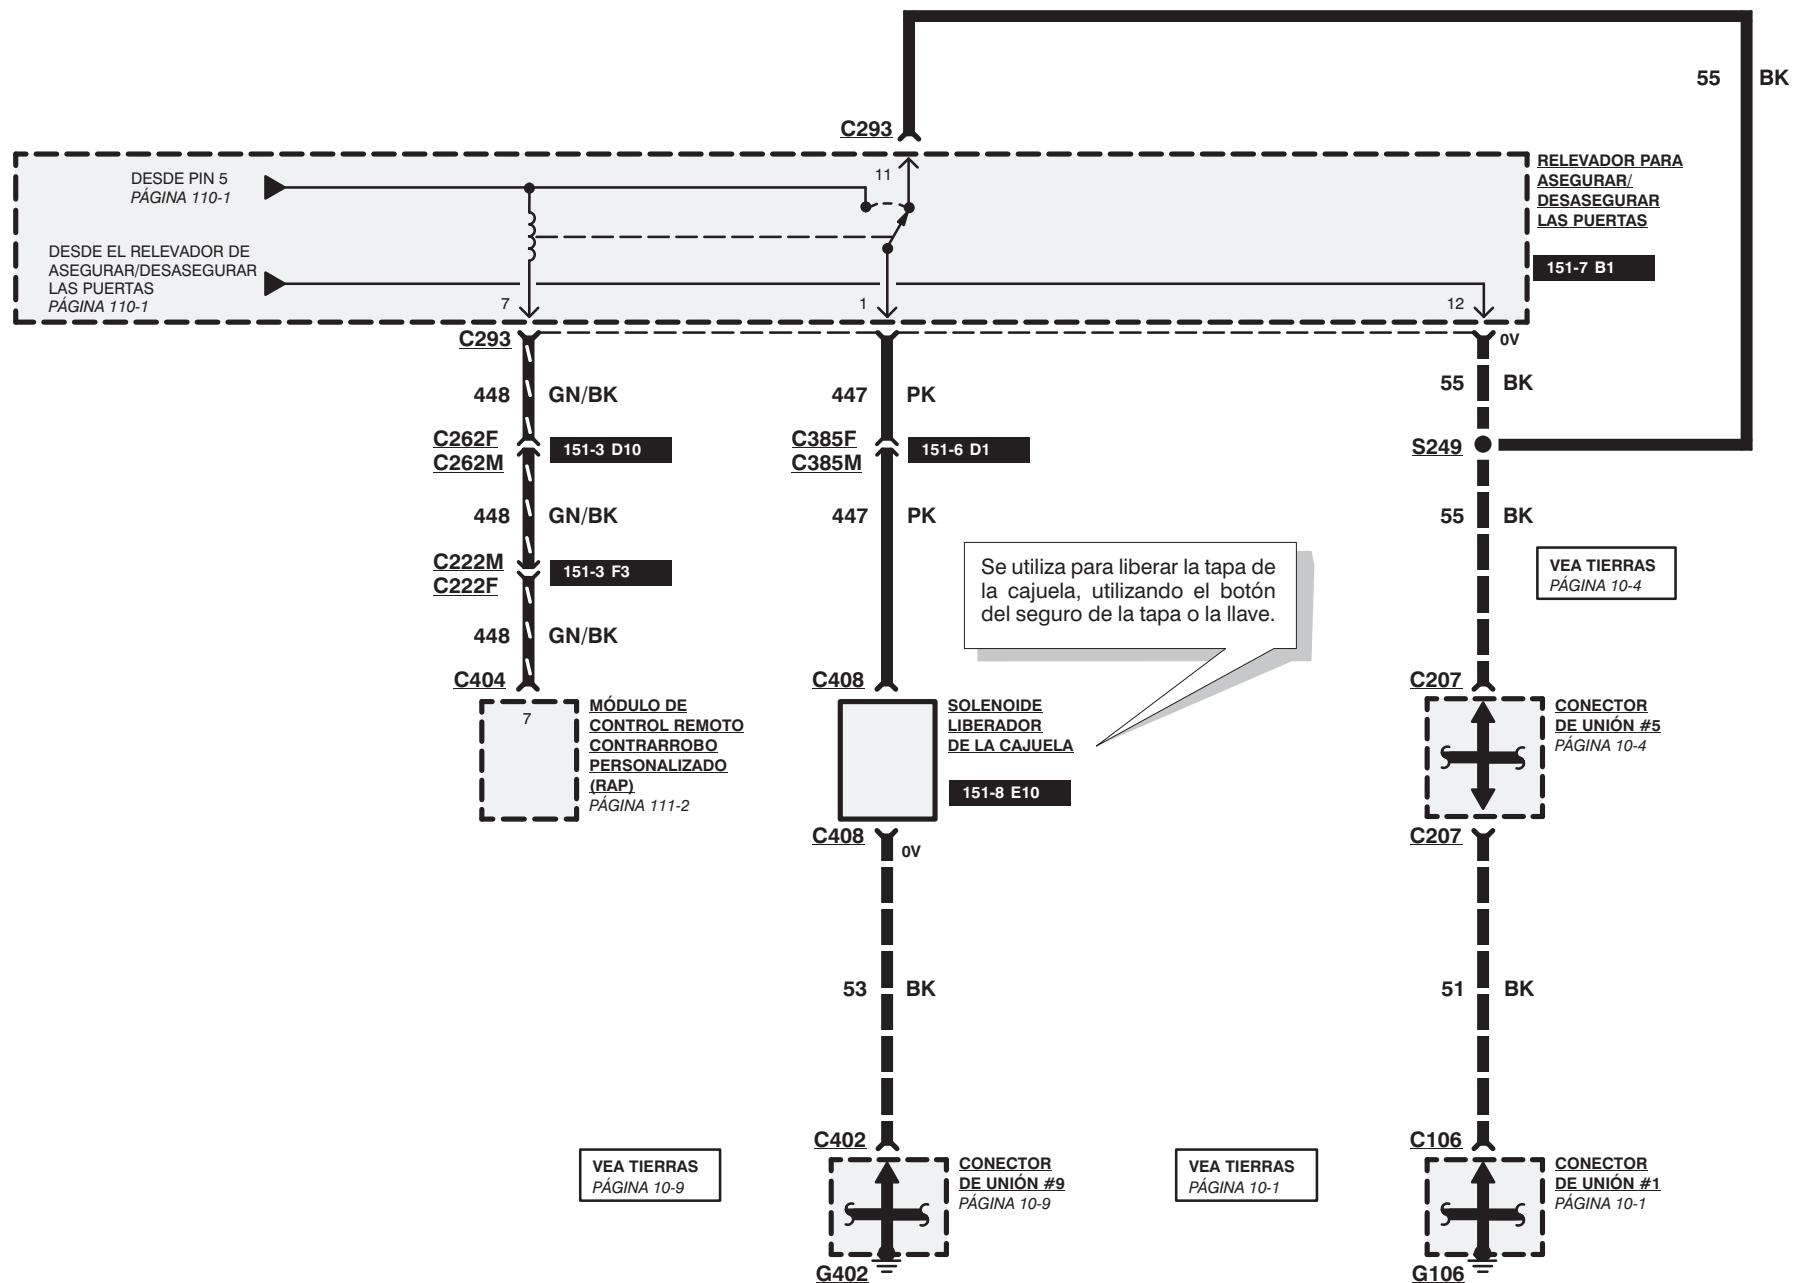 55 BK
C293
RELEVADOR PARA
ASEGURAR/
DESASEGURAR
LAS PUERTAS
151-7 B1
DESDE PIN 5
PÁGINA 110-1
11
DESDE EL RELEVADOR DE
ASEGURAR/DESASEGURAR
LAS PUERTAS
PÁGINA 110-1
7
1
12
C293
0V
448 GN/BK
447 PK
55 BK
C262F
C262M
151-3 D10
C385F
C385M
151-6 D1
S249
448 GN/BK
447 PK
55 BK
C222M
C222F
151-3 F3
Se utiliza para liberar la tapa de
la cajuela, utilizando el botón
del seguro de la tapa o la llave.
VEA TIERRAS
PÁGINA 10-4
448 GN/BK
C404
7
MÓDULO DE
CONTROL REMOTO
CONTRARROBO
PERSONALIZADO
(RAP)
PÁGINA 111-2
C408
SOLENOIDE
LIBERADOR
DE LA CAJUELA
151-8 E10
C408
0V
C207
CONECTOR
DE UNIÓN #5
PÁGINA 10-4
C207
53 BK
51 BK
VEA TIERRAS
PÁGINA 10-9
C402
CONECTOR
DE UNIÓN #9
PÁGINA 10-9
G402
VEA TIERRAS
PÁGINA 10-1
C106
CONECTOR
DE UNIÓN #1
PÁGINA 10-1
G106